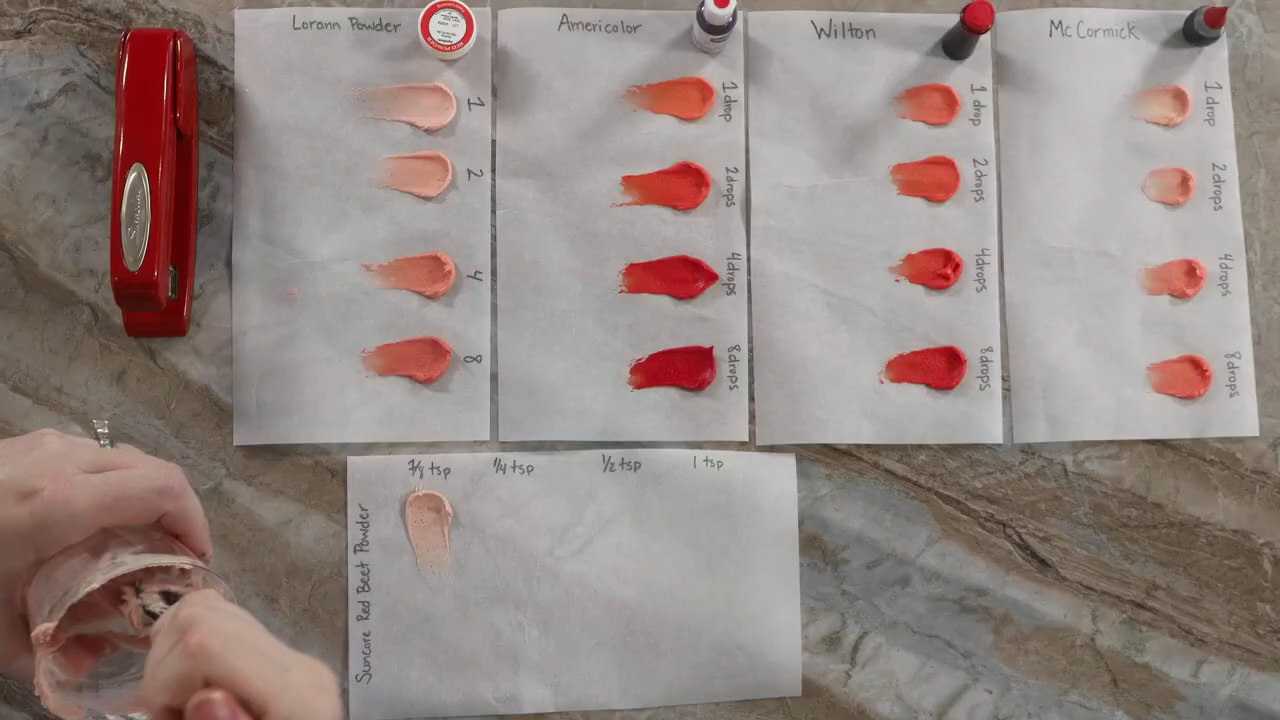 Lorann Powder
1
2
4
8
Americolor
1 drop
2 drops
4 drops
8 drops
Wilton
1 drop
2 drops
4 drops
8 drops
McCormick
1 drop
2 drops
4 drops
8 drops
Suncore Red Beet Powder
1/8 tsp
1/4 tsp
1/2 tsp
1 tsp